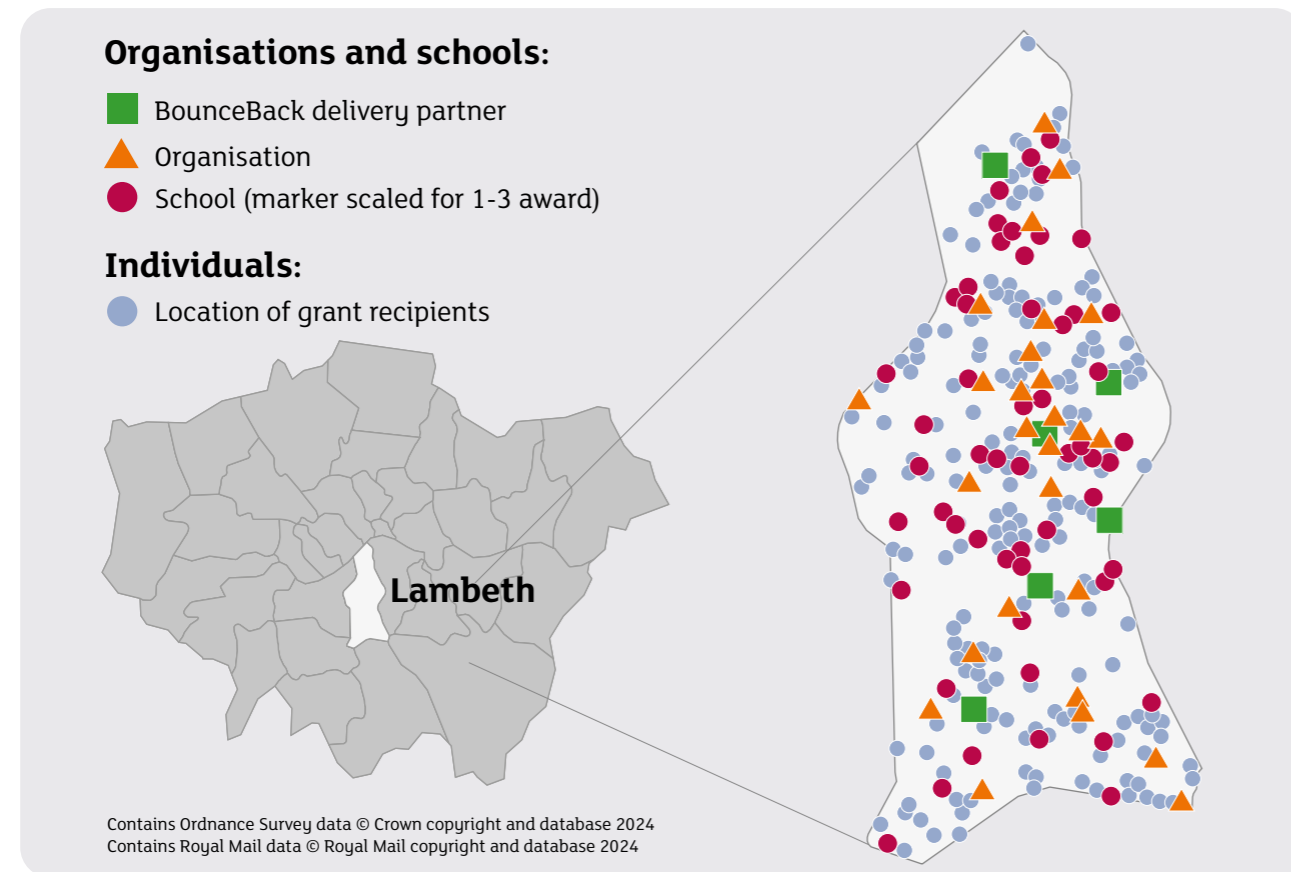 Organisations and schools:
BounceBack delivery partner
Organisation
School (marker scaled for 1-3 award)
Individuals:
Location of grant recipients
Lambeth
Contains Ordnance Survey data © Crown copyright and database 2024
Contains Royal Mail data © Royal Mail copyright and database 2024